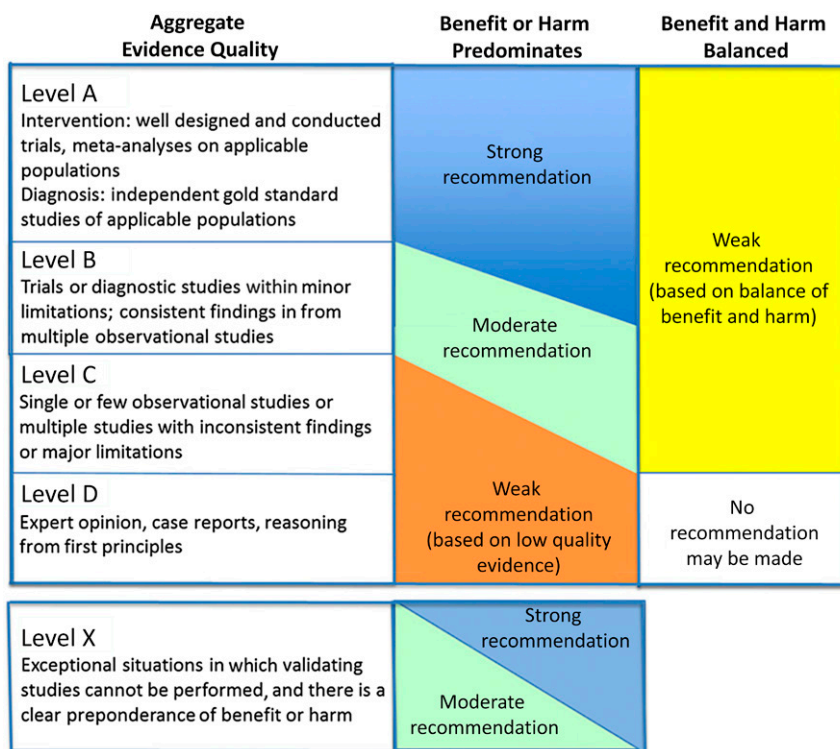 Aggregate
Evidence Quality
Benefit or Harm
Predominates
Benefit and Harm
Balanced
Level A
Intervention: well designed and conducted
trials, meta-analyses on applicable
populations
Diagnosis: independent gold standard
studies of applicable populations
Strong
recommendation
Weak
recommendation
(based on balance of
benefit and harm)
Level B
Trials or diagnostic studies within minor
limitations; consistent findings in from
multiple observational studies
Moderate
recommendation
Level C
Single or few observational studies or
multiple studies with inconsistent findings
or major limitations
Level D
Expert opinion, case reports, reasoning
from first principles
Weak
recommendation
(based on low quality
evidence)
No
recommendation
may be made
Level X
Exceptional situations in which validating
studies cannot be performed, and there is a
clear preponderance of benefit or harm
Strong
recommendation
Moderate
recommendation